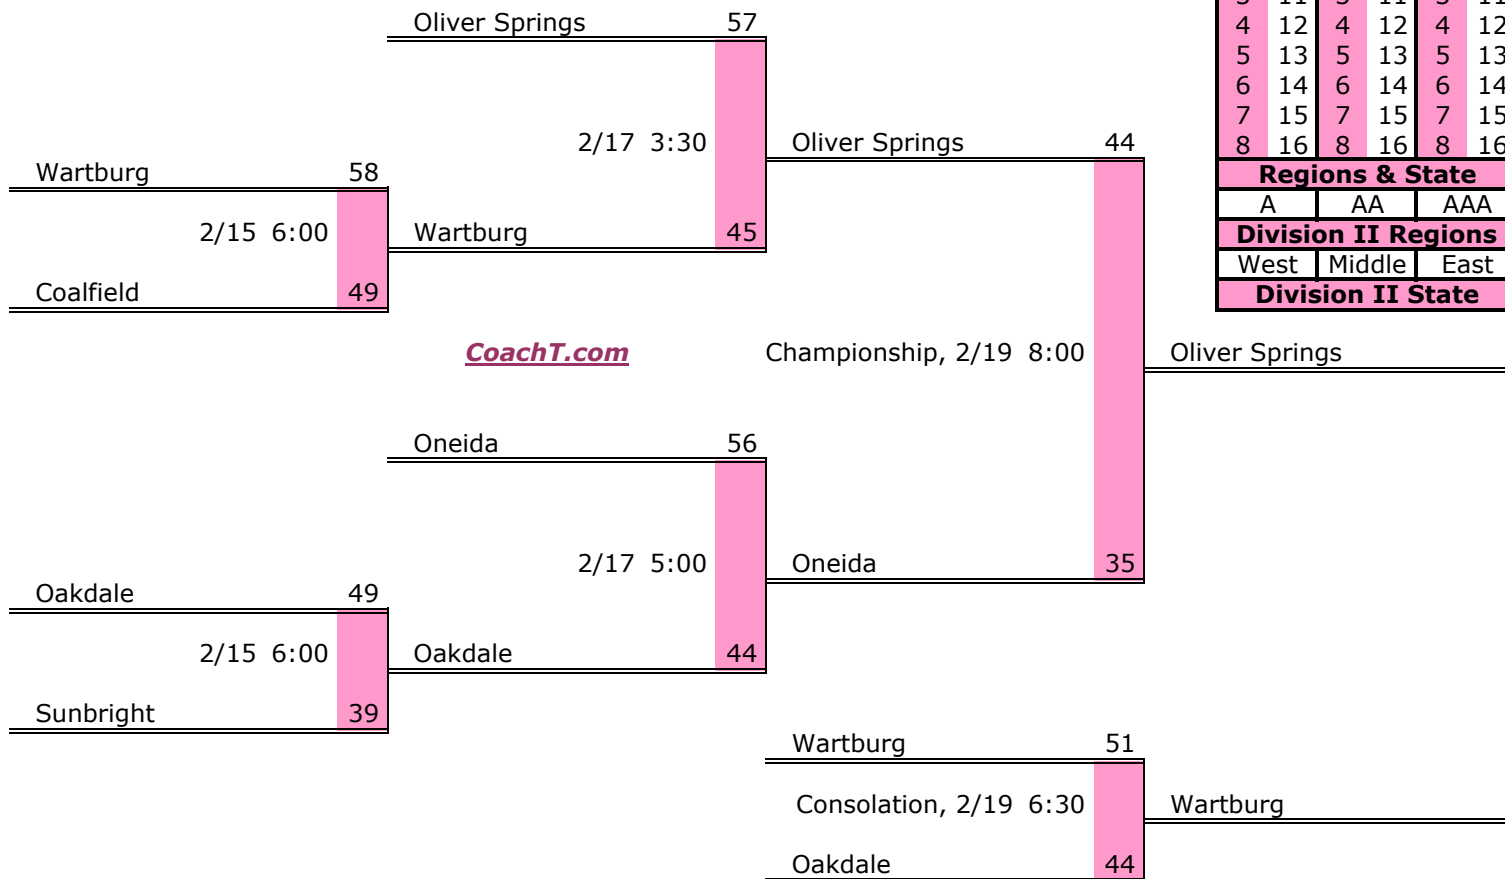 Oliver Springs 57
4 12 4 12 4 12
5 13 5 13 5 13
6 14 6 14 6 14
7 15 7 15 7 15
2/17 3:30 Oliver Springs 44
8 16 8 16 8 16
Wartburg 58
Regions & State
A AA AAA
2/15 6:00 Wartburg 45
Division II Regions
West Middle East
Coalfield 49
Division II State
CoachT.com Championship, 2/19 8:00 Oliver Springs
Oneida 56
2/17 5:00 Oneida 35
Oakdale 49
2/15 6:00 Oakdale 44
Sunbright 39
Wartburg 51
Consolation, 2/19 6:30 Wartburg
Oakdale 44